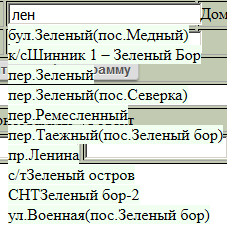 лен Дом
бул.Зеленый(пос.Медный)
к/сШинник 1 – Зеленый Бор
грамму
пер.Зеленый
пер.Зеленый(пос.Северка)
пер.Ремесленный
пер.Таежный(пос.Зеленый бор)
пр.Ленина
с/тЗеленый остров
СНТЗеленый бор-2
ул.Военная(пос.Зеленый бор)